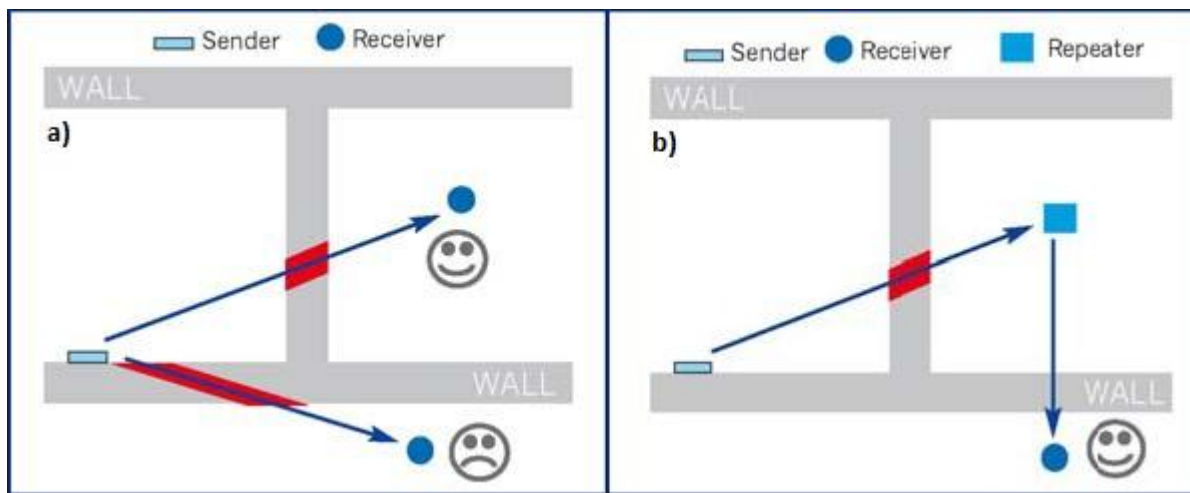 Sender Receiver
WALL
a)
WALL
Sender Receiver Repeater
WALL
b)
WALL